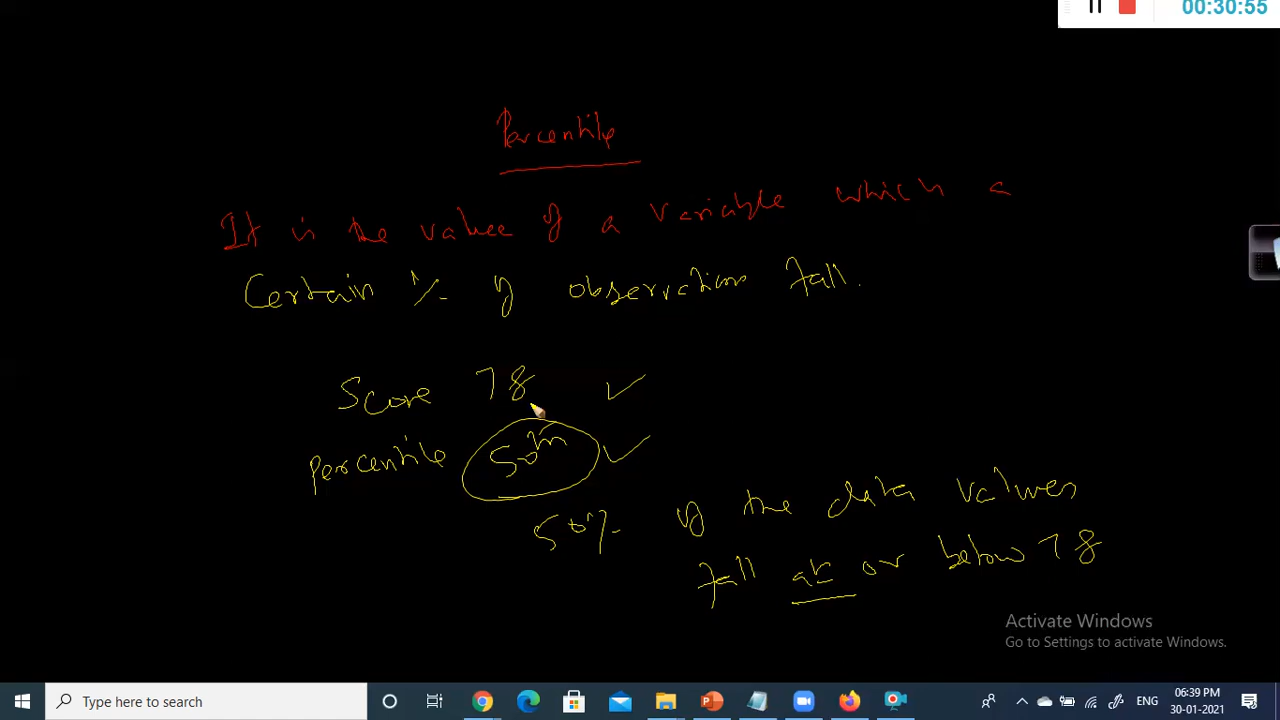 00:30:55
Percentile
It is the value of a variable which a
Certain % of observation fall.
Score 78
percentile 50th
50% of the data values
fall at or below 78
Activate Windows
Go to Settings to activate Windows.
Type here to search
ENG
06:39 PM
30-01-2021